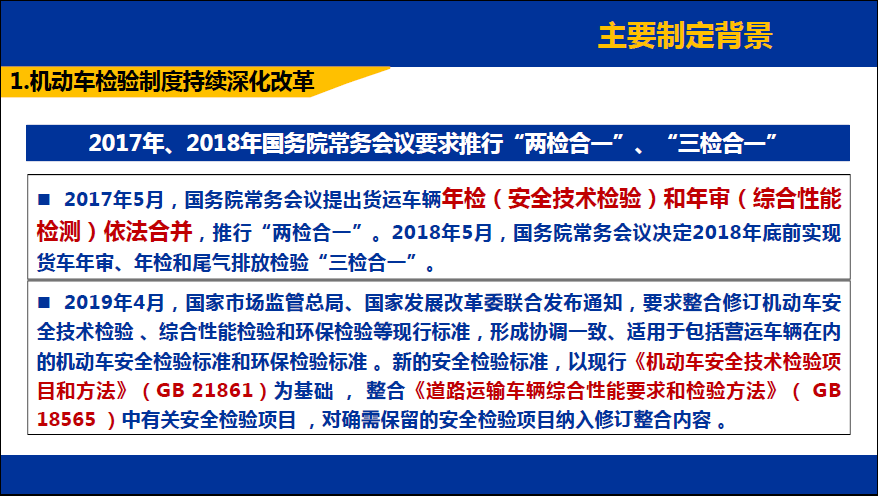 主要制定背景
1.机动车检验制度持续深化改革
2017年、2018年国务院常务会议要求推行“两检合一”、“三检合一”
■ 2017年5月，国务院常务会议提出货运车辆年检（安全技术检验）和年审（综合性能
检测）依法合并，推行“两检合一”。2018年5月，国务院常务会议决定2018年底前实现
货车年审、年检和尾气排放检验“三检合一”。
■ 2019年4月，国家市场监管总局、国家发展改革委联合发布通知，要求整合修订机动车安
全技术检验 、综合性能检验和环保检验等现行标准，形成协调一致、适用于包括营运车辆在内
的机动车安全检验标准和环保检验标准 。新的安全检验标准，以现行《机动车安全技术检验项
目和方法》（GB 21861）为基础 ， 整合《道路运输车辆综合性能要求和检验方法》（ GB
18565 ）中有关安全检验项目 ，对确需保留的安全检验项目纳入修订整合内容 。